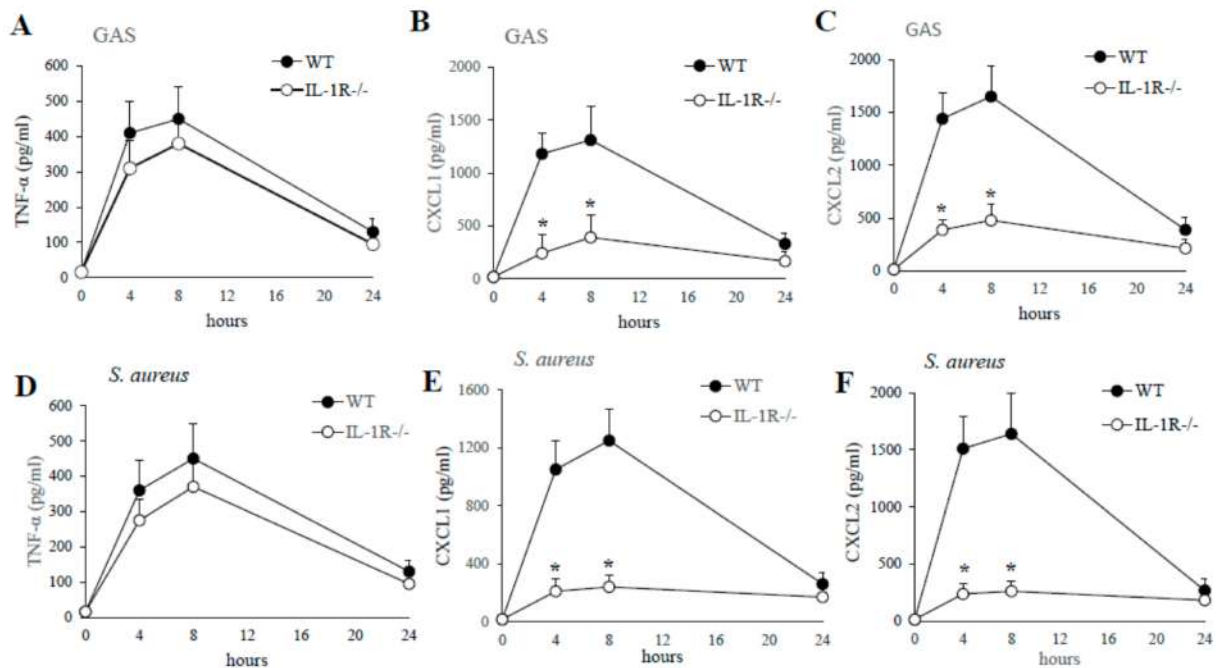 A
GAS
WT
IL-1R-/-
TNF-α (pg/ml)
600
500
400
300
200
100
0
0 4 8 12 16 20 24
hours
B
GAS
WT
IL-1R-/-
CXCL1 (pg/ml)
2000
1500
1000
500
0
* *
0 4 8 12 16 20 24
hours
C
GAS
WT
IL-1R-/-
CXCL2 (pg/ml)
2000
1500
1000
500
0
* *
0 4 8 12 16 20 24
hours
D
S. aureus
WT
IL-1R-/-
TNF-α (pg/ml)
600
500
400
300
200
100
0
0 4 8 12 16 20 24
hours
E
S. aureus
WT
IL-1R-/-
CXCL1 (pg/ml)
1600
1200
800
400
0
* *
0 4 8 12 16 20 24
hours
F
S. aureus
WT
IL-1R-/-
CXCL2 (pg/ml)
2000
1500
1000
500
0
* *
0 4 8 12 16 20 24
hours